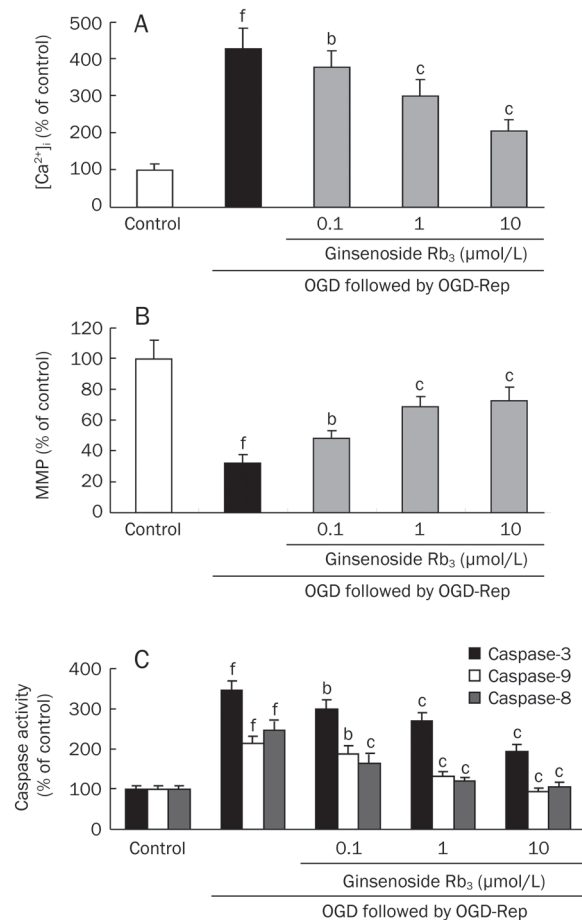 A
[Ca²⁺]ᵢ (% of control)
500
400
300
200
100
0
f
b
c
c
Control
0.1
1
10
Ginsenoside Rb₃ (μmol/L)
OGD followed by OGD-Rep
B
MMP (% of control)
120
100
80
60
40
20
0
f
b
c
c
Control
0.1
1
10
Ginsenoside Rb₃ (μmol/L)
OGD followed by OGD-Rep
C
Caspase-3
Caspase-9
Caspase-8
Caspase activity
(% of control)
400
300
200
100
0
f
f
f
b
b
c
c
c
c
c
c
c
Control
0.1
1
10
Ginsenoside Rb₃ (μmol/L)
OGD followed by OGD-Rep